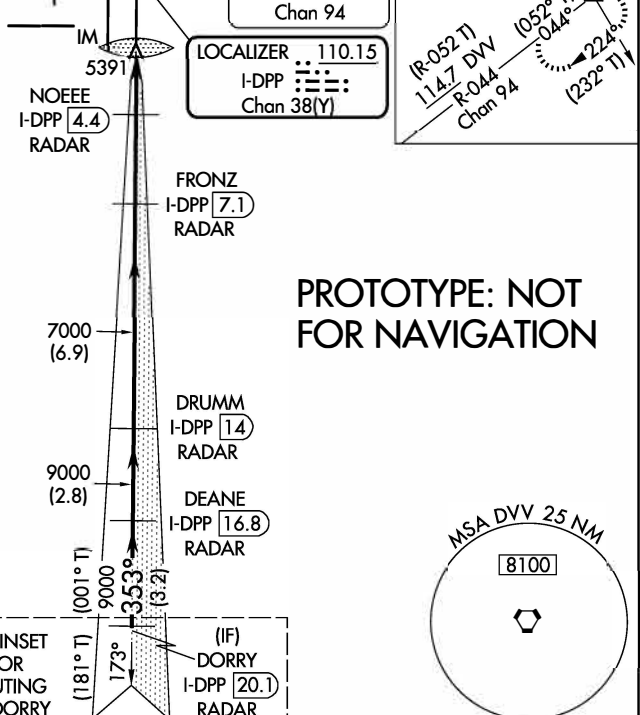 Chan 94
IM
5391
LOCALIZER 110.15
I-DPP
Chan 38(Y)
(R-052 T)
114.7 DVV
R-044
Chan 94
(052°
044°
224°
(232° T)
NOEEE
I-DPP 4.4
RADAR
FRONZ
I-DPP 7.1
RADAR
PROTOTYPE: NOT
FOR NAVIGATION
7000
(6.9)
DRUMM
I-DPP 14
RADAR
9000
(2.8)
DEANE
I-DPP 16.8
RADAR
MSA DVV 25 NM
8100
(001° T)
9000
353°
(3.2)
(181° T)
173°
INSET
OR
UTING
DORRY
(IF)
DORRY
I-DPP 20.1
RADAR